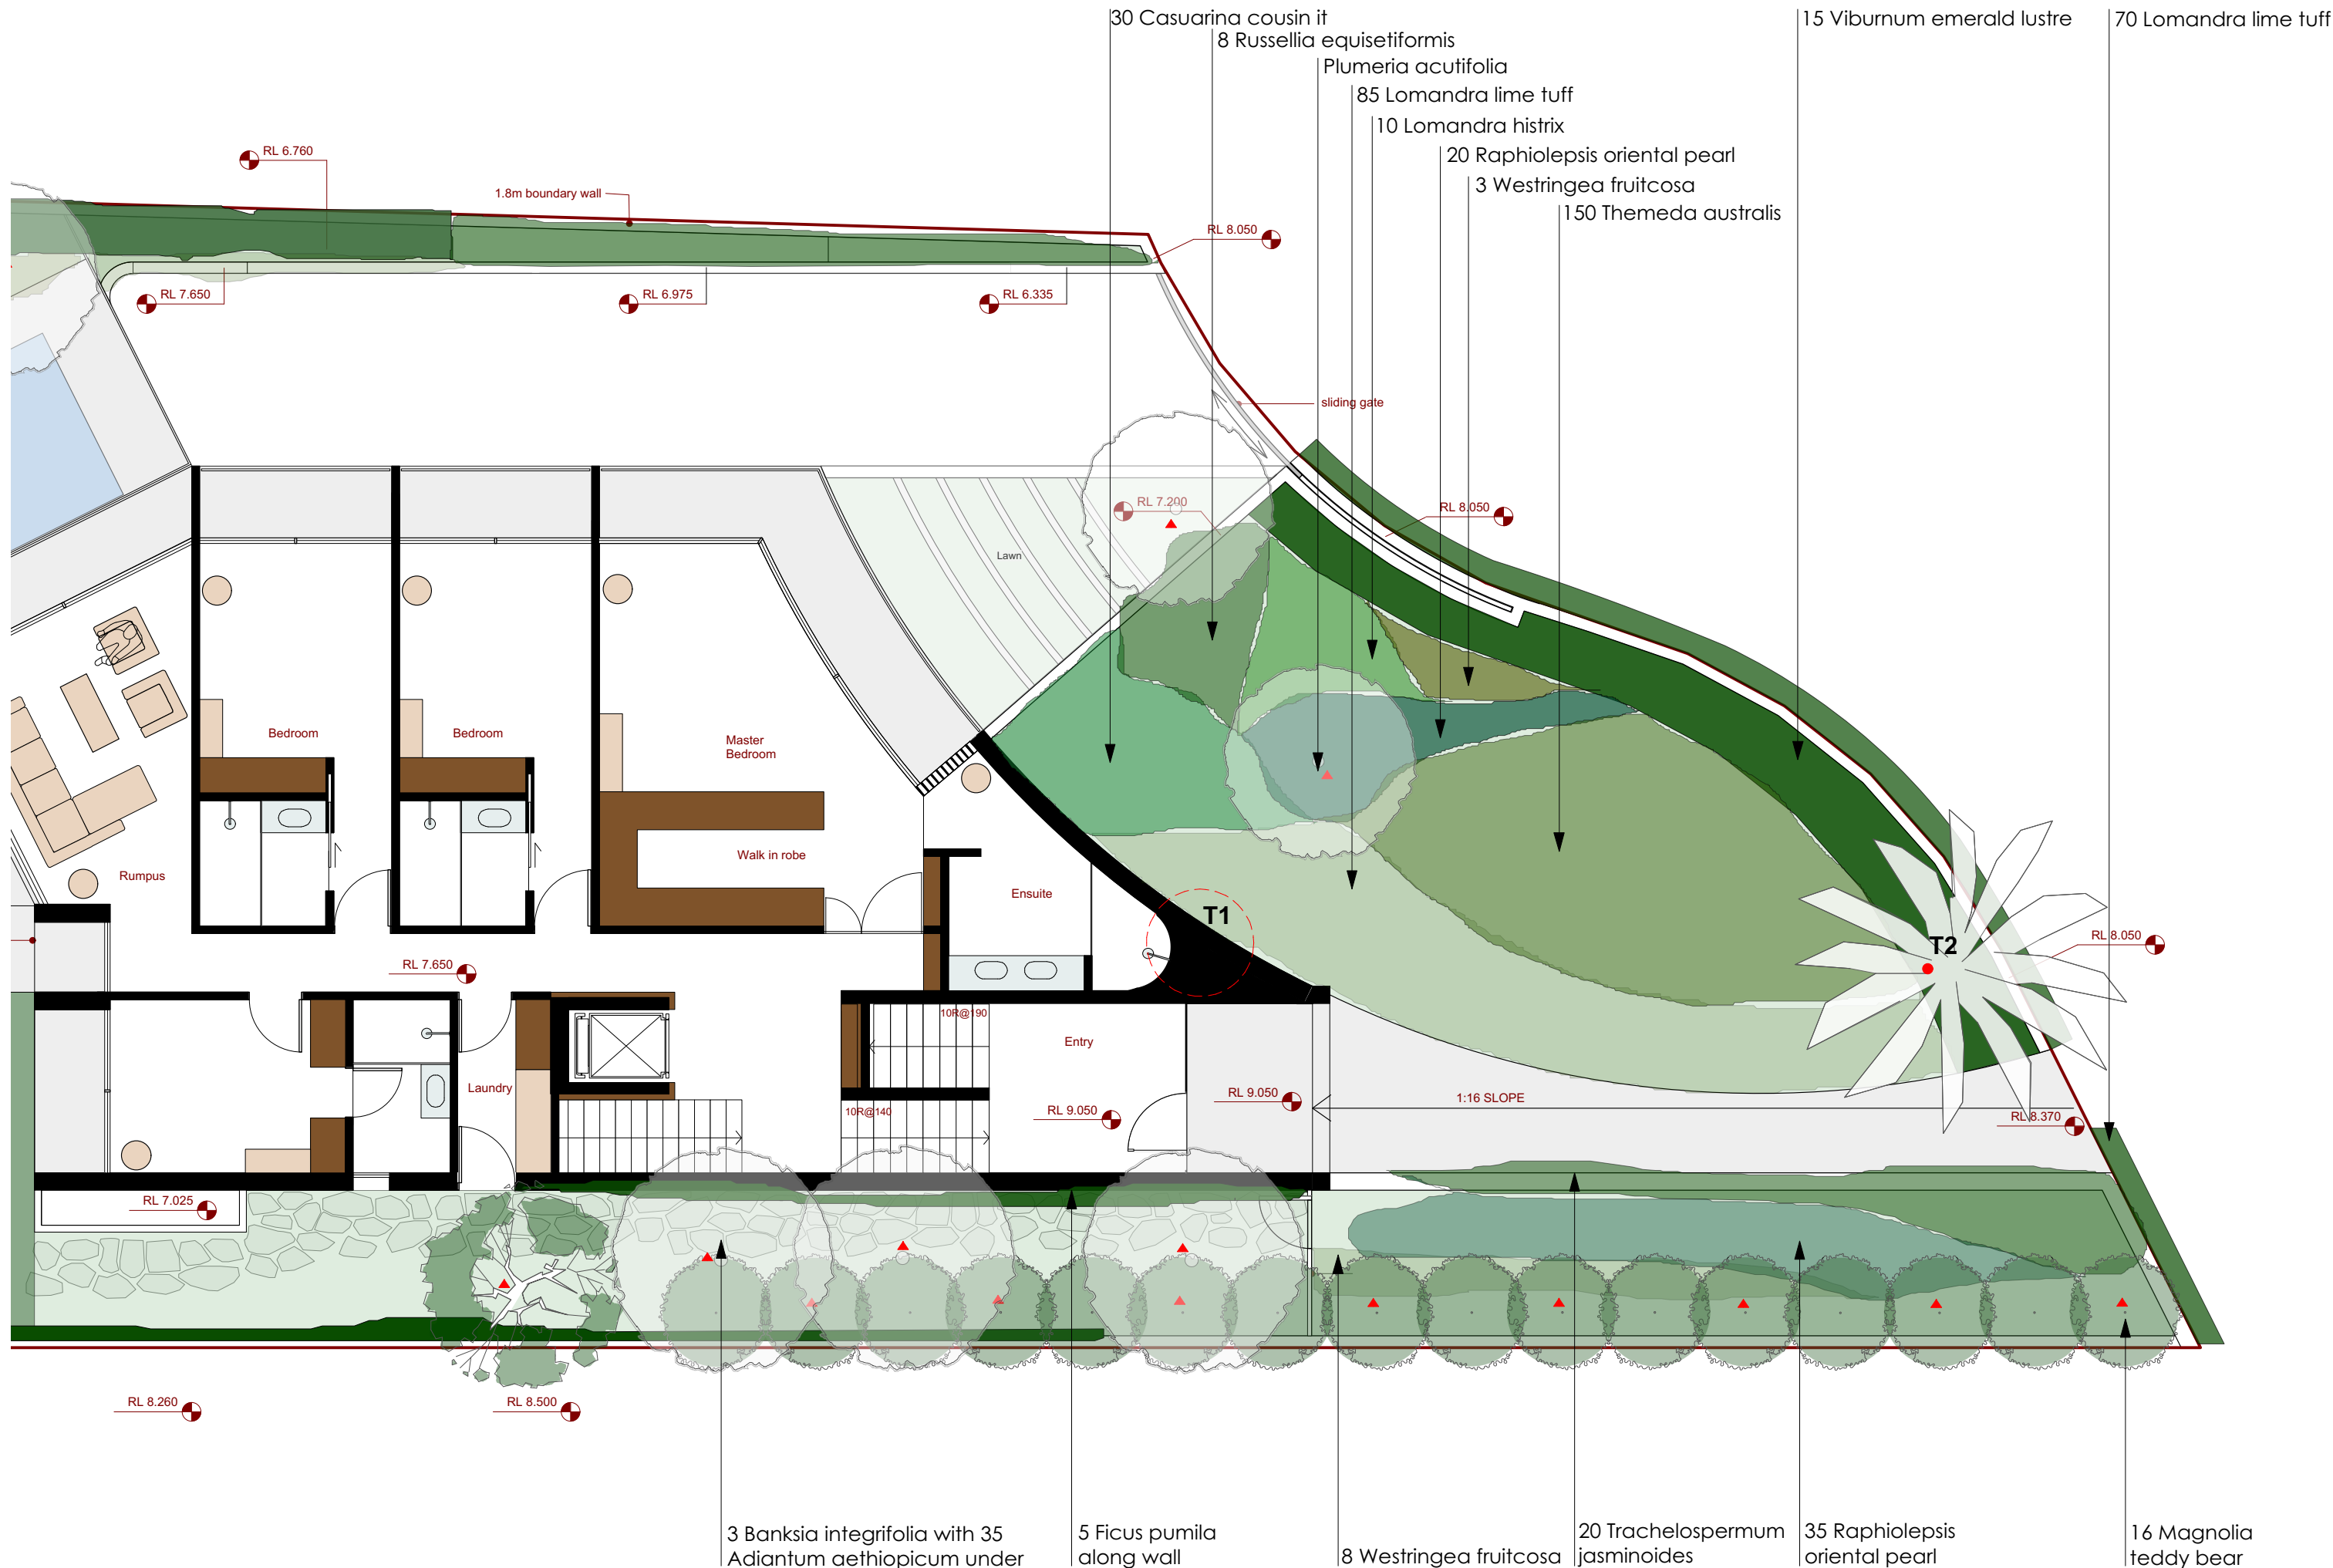 30 Casuarina cousin it
15 Viburnum emerald lustre
70 Lomandra lime tuff
8 Russellia equisetiformis
Plumeria acutifolia
85 Lomandra lime tuff
10 Lomandra histrix
20 Raphiolepsis oriental pearl
3 Westringea fruitcosa
150 Themeda australis
RL 6.760
1.8m boundary wall
RL 8.050
RL 7.650
RL 6.975
RL 6.335
sliding gate
RL 7.200
RL 8.050
Lawn
Bedroom
Bedroom
Master
Bedroom
Walk in robe
Rumpus
Ensuite
T1
T2
RL 8.050
RL 7.650
10R@190
Entry
Laundry
RL 9.050
1:16 SLOPE
10R@140
RL 9.050
RL 8.370
RL 7.025
RL 8.260
RL 8.500
3 Banksia integrifolia with 35
Adiantum aethiopicum under
5 Ficus pumila
along wall
8 Westringea fruitcosa
20 Trachelospermum
jasminoides
35 Raphiolepsis
oriental pearl
16 Magnolia
teddy bear